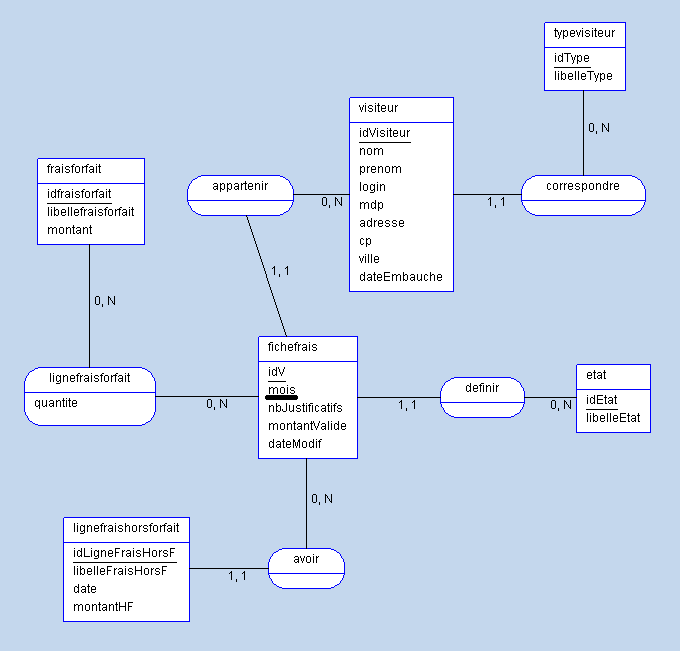 typevisiteur
idType
libelleType
0, N
visiteur
idVisiteur
nom
prenom
login
mdp
adresse
cp
ville
dateEmbauche
fraisforfait
idfraisforfait
libellefraisforfait
montant
appartenir
0, N
1, 1
correspondre
1, 1
0, N
fichefrais
idV
mois
nbJustificatifs
montantValide
dateModif
lignefraisforfait
quantite
0, N
1, 1
definir
0, N
etat
idEtat
libelleEtat
0, N
lignefraishorsforfait
idLigneFraisHorsF
libelleFraisHorsF
date
montantHF
1, 1
avoir